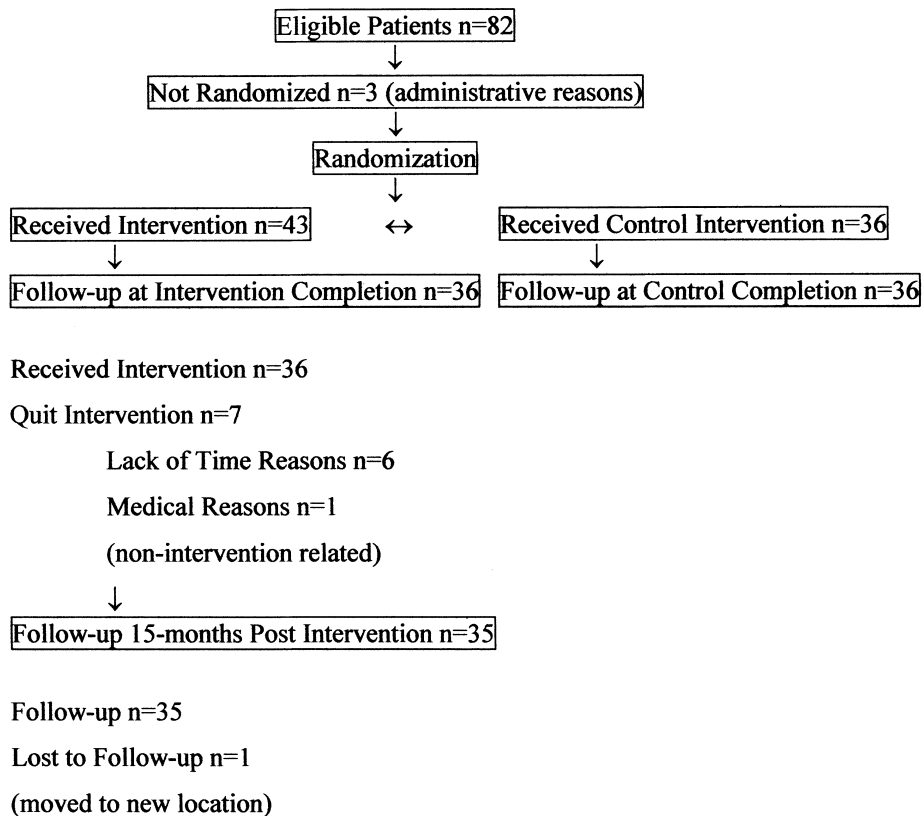 Eligible Patients n=82
↓
Not Randomized n=3 (administrative reasons)
↓
Randomization
↓
Received Intervention n=43 ↔ Received Control Intervention n=36
↓ ↓
Follow-up at Intervention Completion n=36 Follow-up at Control Completion n=36
Received Intervention n=36
Quit Intervention n=7
Lack of Time Reasons n=6
Medical Reasons n=1
(non-intervention related)
↓
Follow-up 15-months Post Intervention n=35
Follow-up n=35
Lost to Follow-up n=1
(moved to new location)